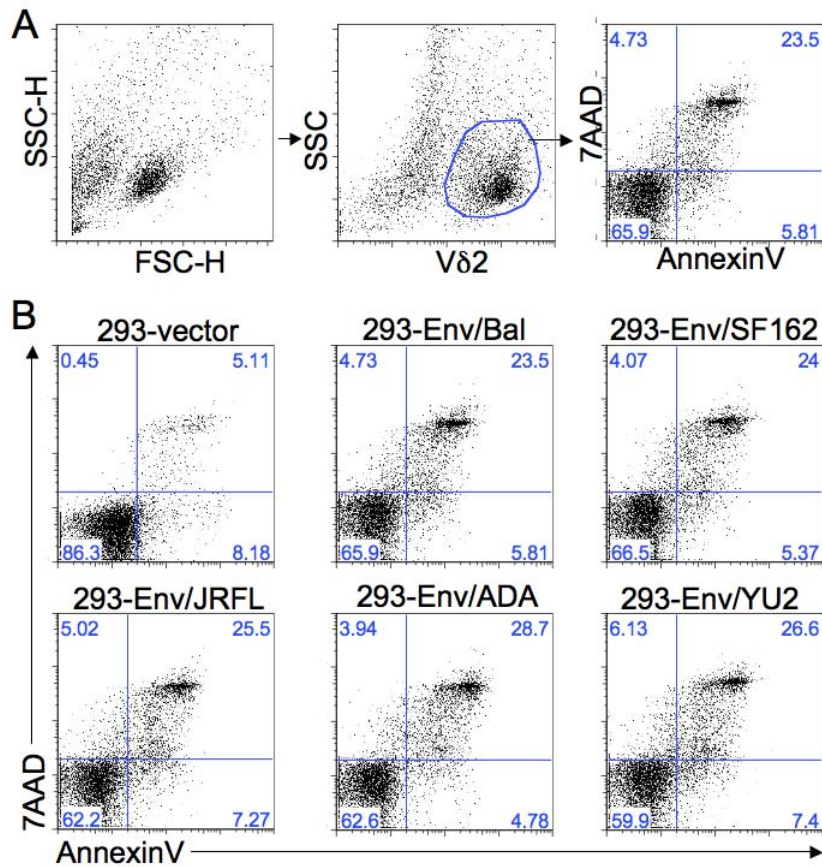 A
SSC-H
FSC-H
SSC
Vδ2
7AAD
AnnexinV
4.73 23.5
65.9 5.81
B
293-vector 293-Env/Bal 293-Env/SF162
0.45 5.11 4.73 23.5 4.07 24
86.3 8.18 65.9 5.81 66.5 5.37
293-Env/JRFL 293-Env/ADA 293-Env/YU2
5.02 25.5 3.94 28.7 6.13 26.6
62.2 7.27 62.6 4.78 59.9 7.4
7AAD
AnnexinV